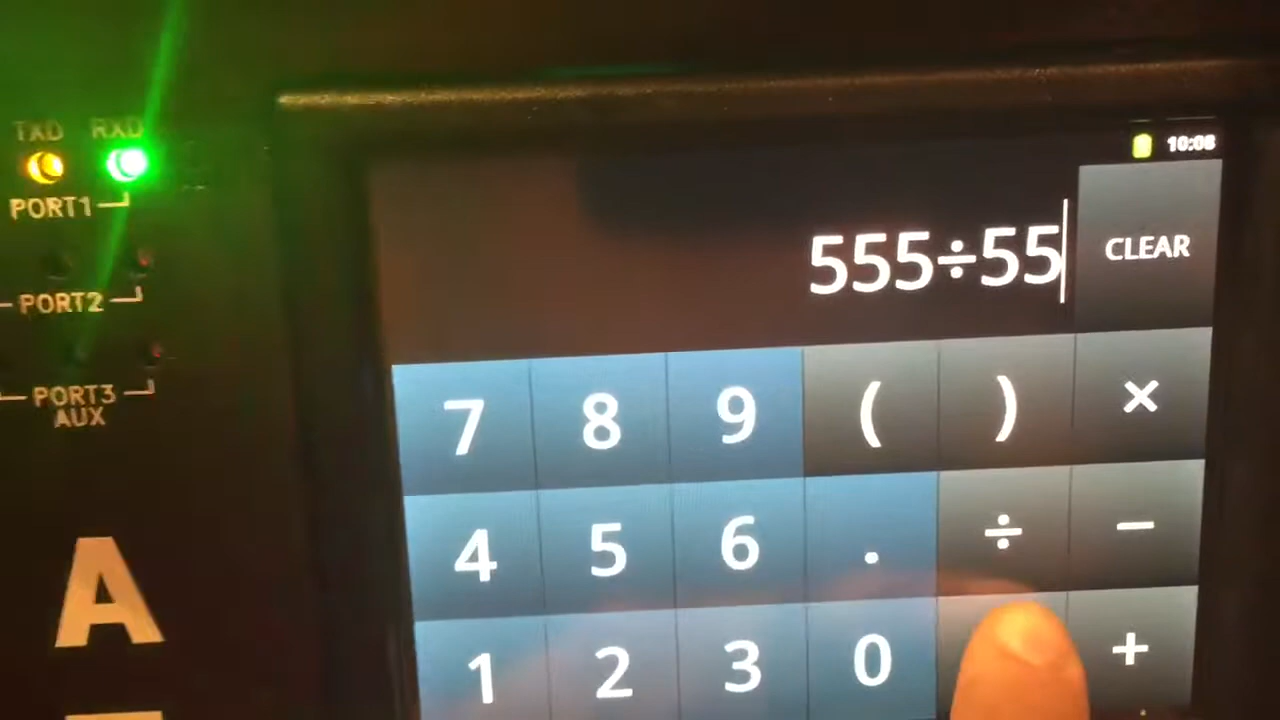 TXD RXD
PORT1
PORT2
PORT3
AUX
A
10:08
555÷55
CLEAR
7 8 9 ( ) ×
4 5 6 . ÷ −
1 2 3 0 +